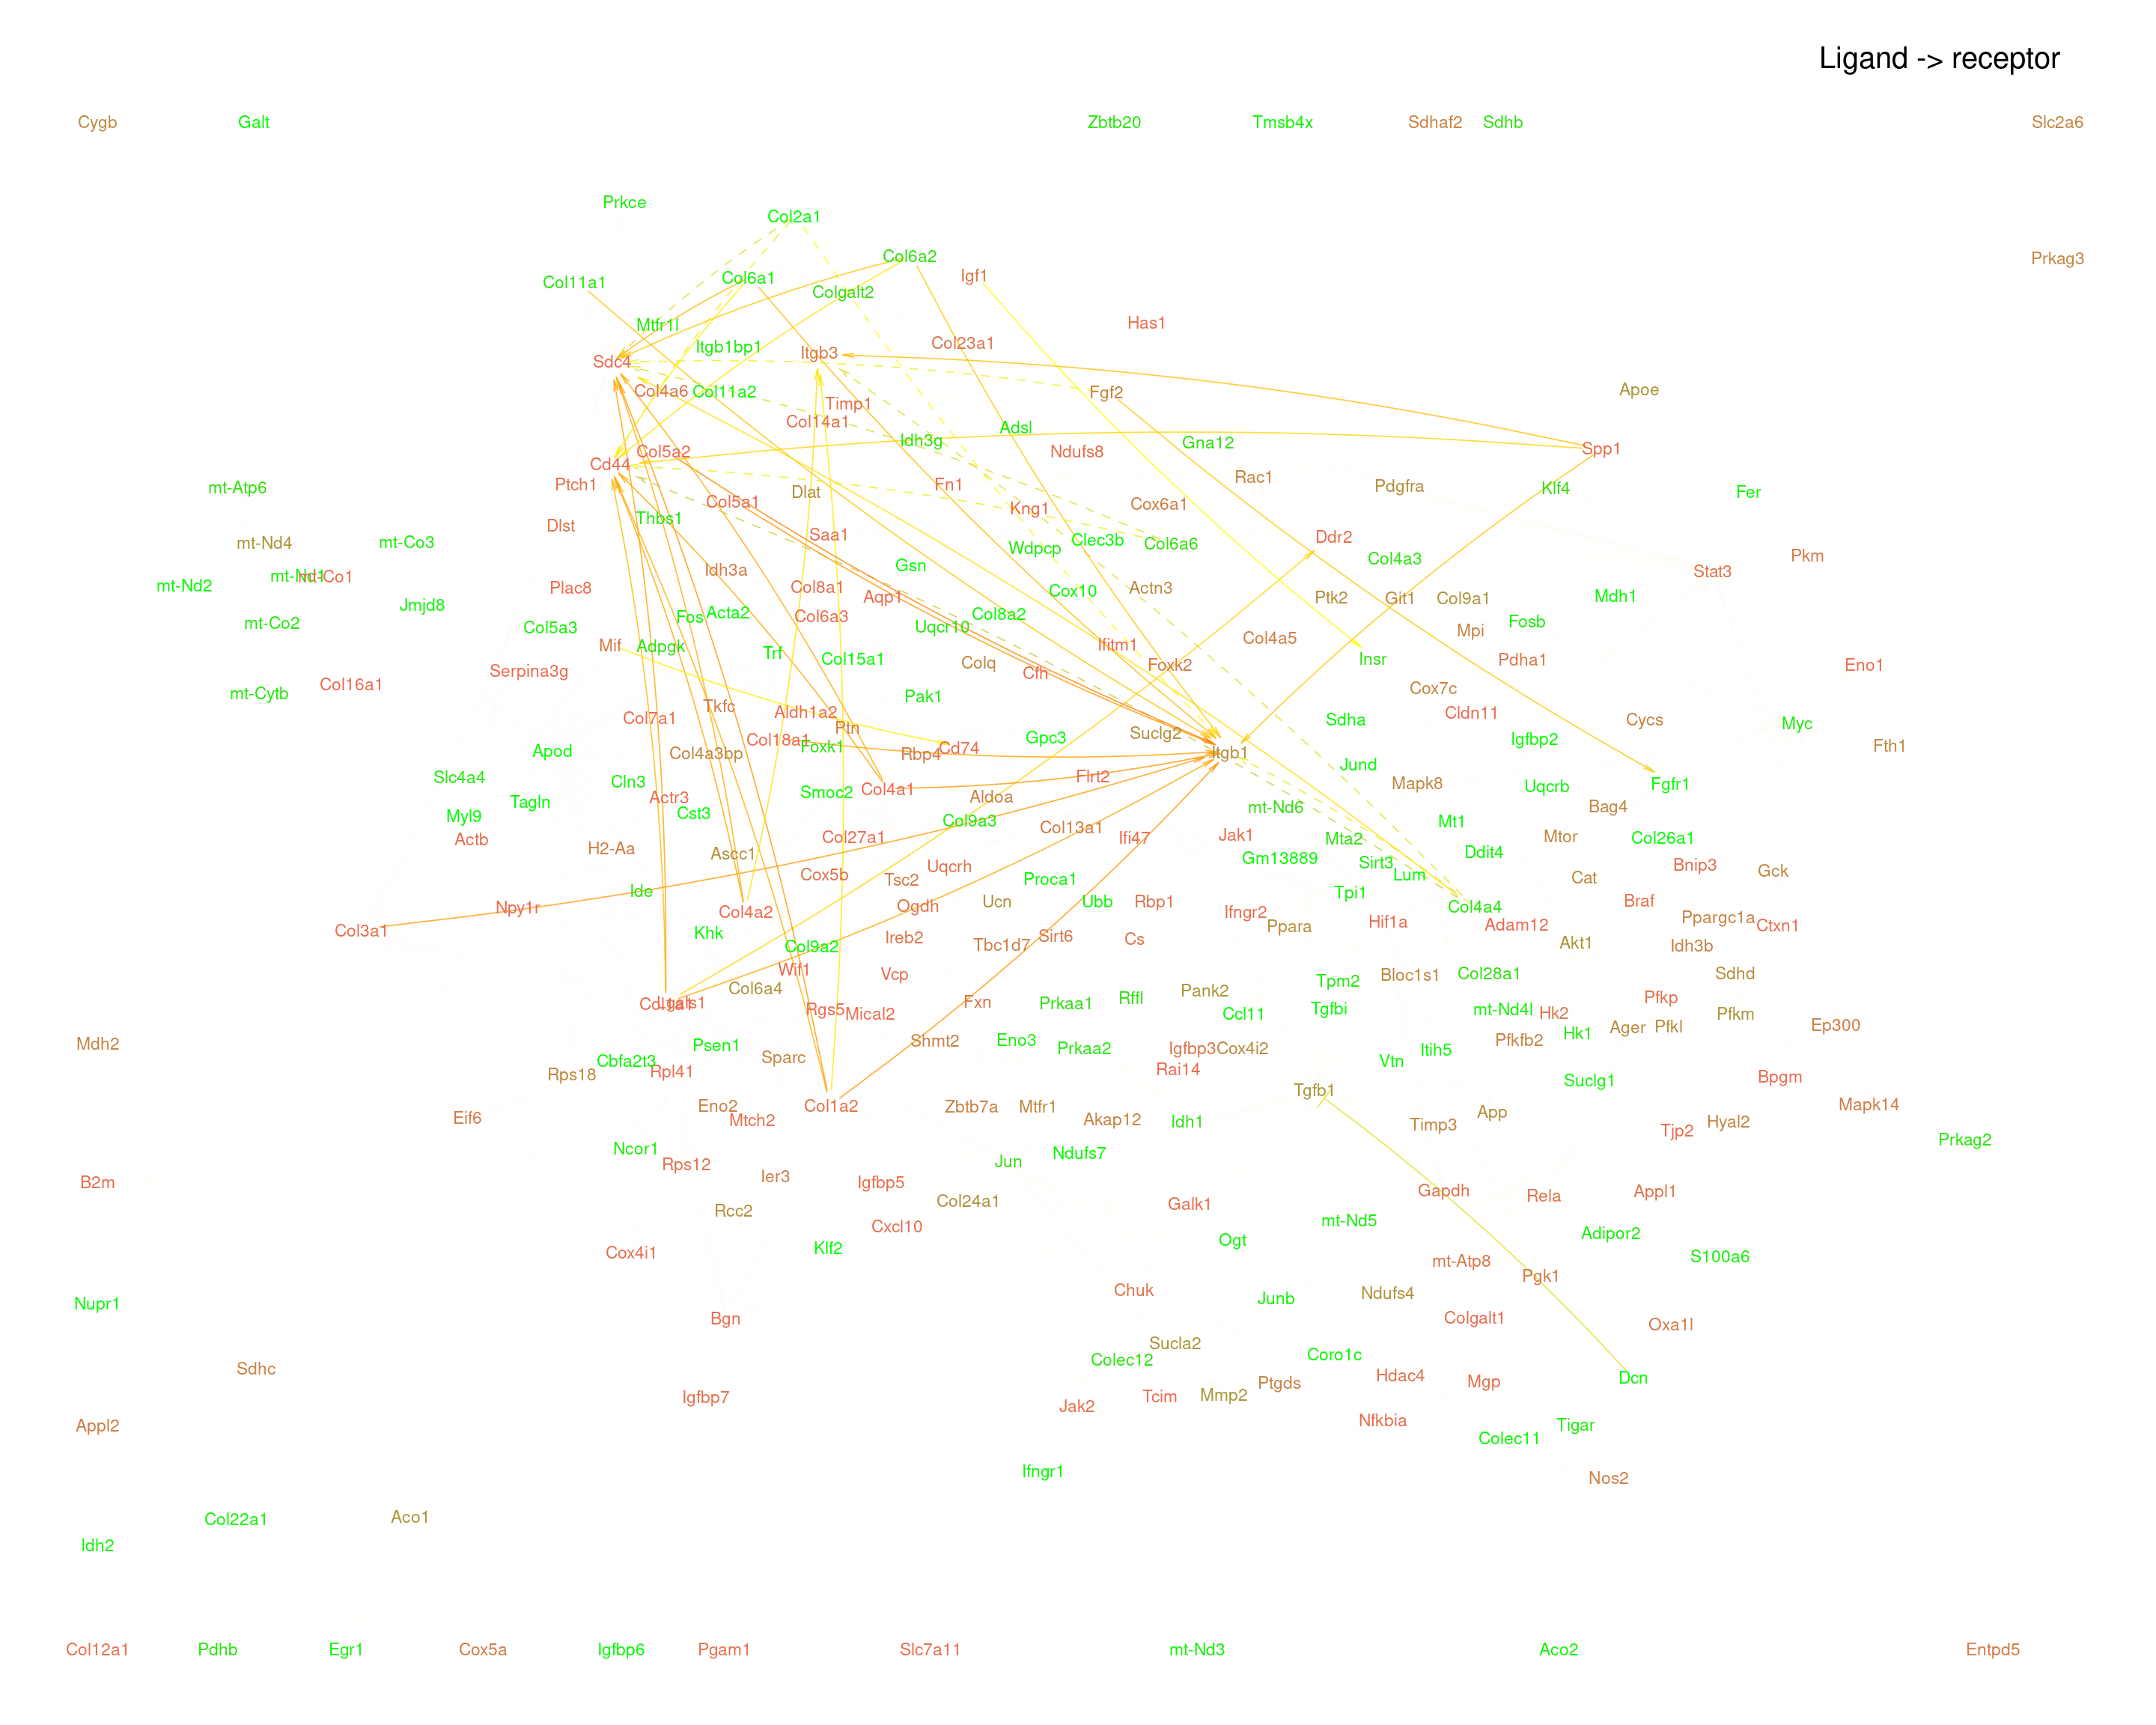 Ligand -> receptor
Cygb Galt Zbtb20 Tmsb4x Sdhaf2 Sdhb Slc2a6
Prkce
Col2a1
Col6a2 Prkag3
Col11a1 Col6a1 Igf1
Colgalt2
Mtfr1l Has1
Itgb1bp1 Col23a1
Sdc4 Itgb3
Col4a6 Col11a2 Fgf2 Apoe
Timp1
Col14a1 Adsl
Idh3g Gna12
Col5a2 Ndufs8 Spp1
Cd44
Ptch1 Fn1 Rac1 Pdgfra Klf4 Fer
mt-Atp6 Dlat
Col5a1 Kng1 Cox6a1
Thbs1 Dlst
Saa1 Ddr2
mt-Nd4 mt-Co3 Wdpcp Clec3b Col6a6
Gsn Col4a3 Pkm
Idh3a Stat3
mt-Nd2 Plac8 Col8a1 Cox10 Actn3
Aqp1 Ptk2 Git1 Col9a1 Mdh1
Jmjd8 Fos Acta2 Col6a3 Col8a2
mt-Co2 Col5a3 Uqcr10 Mpi Fosb
Mif Adpgk Trf Ifitm1 Col4a5
Col15a1 Colq Foxk2 Insr Pdha1 Eno1
Serpina3g Cfh
mt-Cytb Col16a1 Pak1 Cox7c
Col7a1 Tkfc Aldh1a2 Sdha Cldn11 Cycs Myc
Ptn
Apod Col4a3bp Col18a1 Foxk1 Rbp4 Cd74 Gpc3 Suclg2 Itgb1 Igfbp2 Fth1
Slc4a4 Cln3 Col4a1 Flrt2 Jund Mapk8 Uqcrb Fgfr1
Tagln Actr3 Smoc2 Aldoa mt-Nd6 Bag4
Myl9 Cst3 Col9a3 Mt1
Actb Col27a1 Col13a1 Ifi47 Jak1 Mta2 Mtor Col26a1
H2-Aa Ascc1 Gm13889 Sirt3 Ddit4
Cox5b Uqcrh Tsc2 Proca1 Lum Cat Bnip3 Gck
Ide Ucn Ubb Rbp1 Tpi1 Braf
Npy1r Col4a2 Ogdh Ifngr2 Col4a4
Col3a1 Khk Ireb2 Sirt6 Cs Ppara Hif1a Adam12 Ppargc1a Ctxn1
Col9a2 Tbc1d7 Akt1 Idh3b
Wif1 Vcp Bloc1s1 Col28a1 Sdhd
Col6a4 Pank2 Tpm2
Lgals1 Rgs5 Mical2 Fxn Prkaa1 Rffl Ccl11 Tgfbi mt-Nd4l Hk2 Pfkp Pfkm
Mdh2 Psen1 Shmt2 Eno3 Prkaa2 Igfbp3 Cox4i2 Itih5 Pfkfb2 Hk1 Ager Pfkl Ep300
Cbfa2t3 Sparc Vtn
Rps18 Rpl41 Rai14 Suclg1 Bpgm
Tgfb1
Eif6 Eno2 Col1a2 Zbtb7a Mtfr1 App Mapk14
Mtch2 Akap12 Idh1 Timp3 Tjp2 Hyal2
Ncor1 Jun Ndufs7 Prkag2
B2m Rps12 Ier3 Igfbp5 Gapdh Rela Appl1
Rcc2 Col24a1 Galk1
Cox4i1 Klf2 Cxcl10 Ogt mt-Nd5 Adipor2 S100a6
mt-Atp8 Pgk1
Nupr1 Bgn Chuk Junb Ndufs4
Sucla2 Colgalt1 Oxa1l
Sdhc Colec12 Coro1c Hdac4 Mgp Dcn
Appl2 Igfbp7 Jak2 Tcim Mmp2 Ptgds Nfkbia Tigar
Colec11
Ifngr1 Nos2
Idh2 Col22a1 Aco1
Col12a1 Pdhb Egr1 Cox5a Igfbp6 Pgam1 Slc7a11 mt-Nd3 Aco2 Entpd5